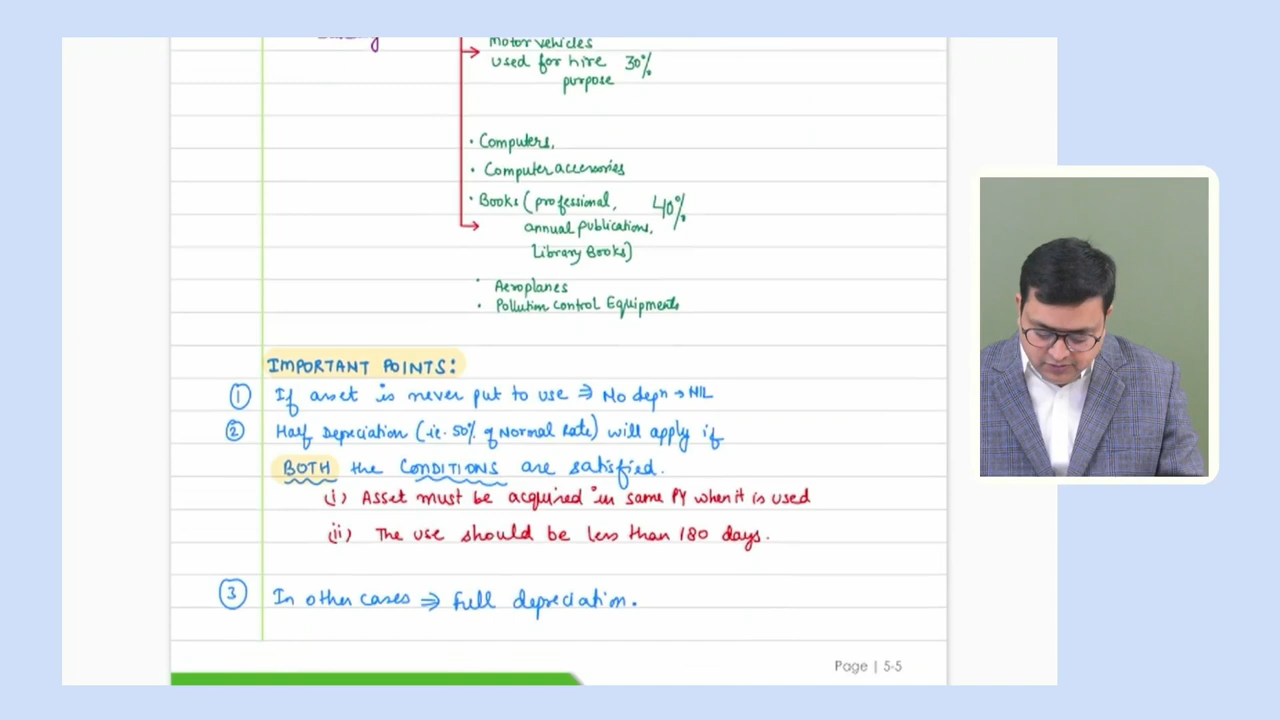 Motor vehicles
used for hire 30%
purpose
• Computers,
• Computer accessories
• Books (professional, 40%
annual publications,
Library Books)
• Aeroplanes
• Pollution control Equipments
IMPORTANT POINTS:
① If asset is never put to use ⇒ No depn → NIL
② Half Depreciation (i.e. 50% of Normal Rate) will apply if
BOTH the CONDITIONS are satisfied.
(i) Asset must be acquired in same PY when it is used
(ii) The use should be less than 180 days.
③ In other cases ⇒ Full depreciation.
Page | 5-5